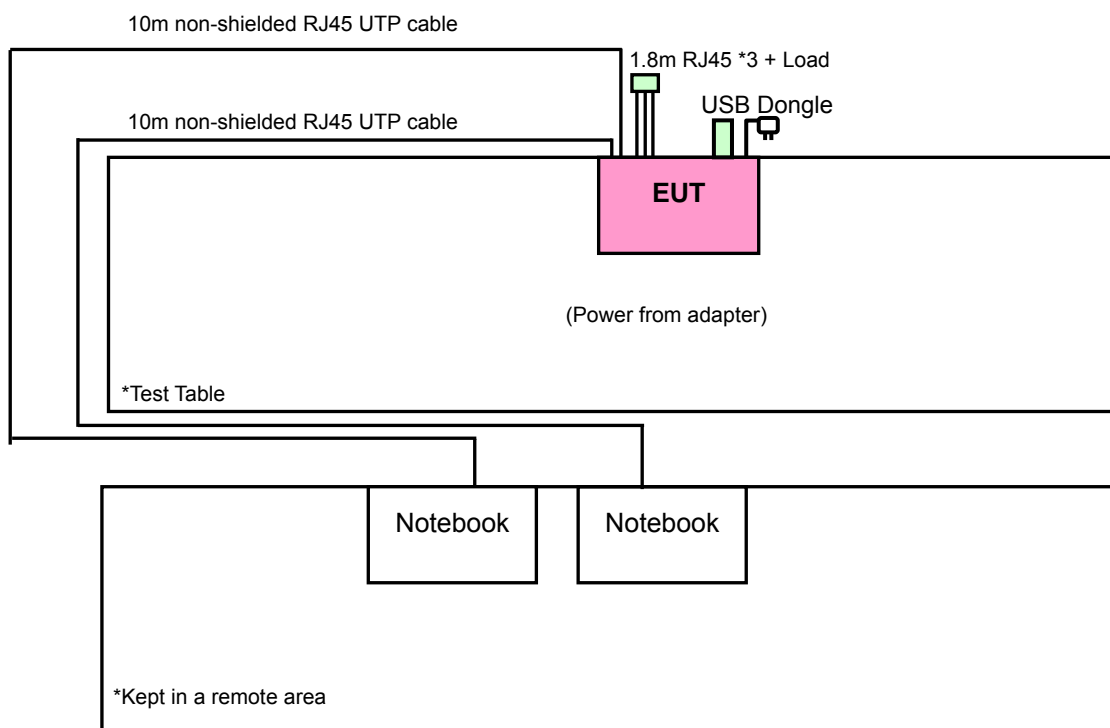 10m non-shielded RJ45 UTP cable
1.8m RJ45 *3 + Load
USB Dongle
10m non-shielded RJ45 UTP cable
EUT
(Power from adapter)
*Test Table
Notebook
Notebook
*Kept in a remote area